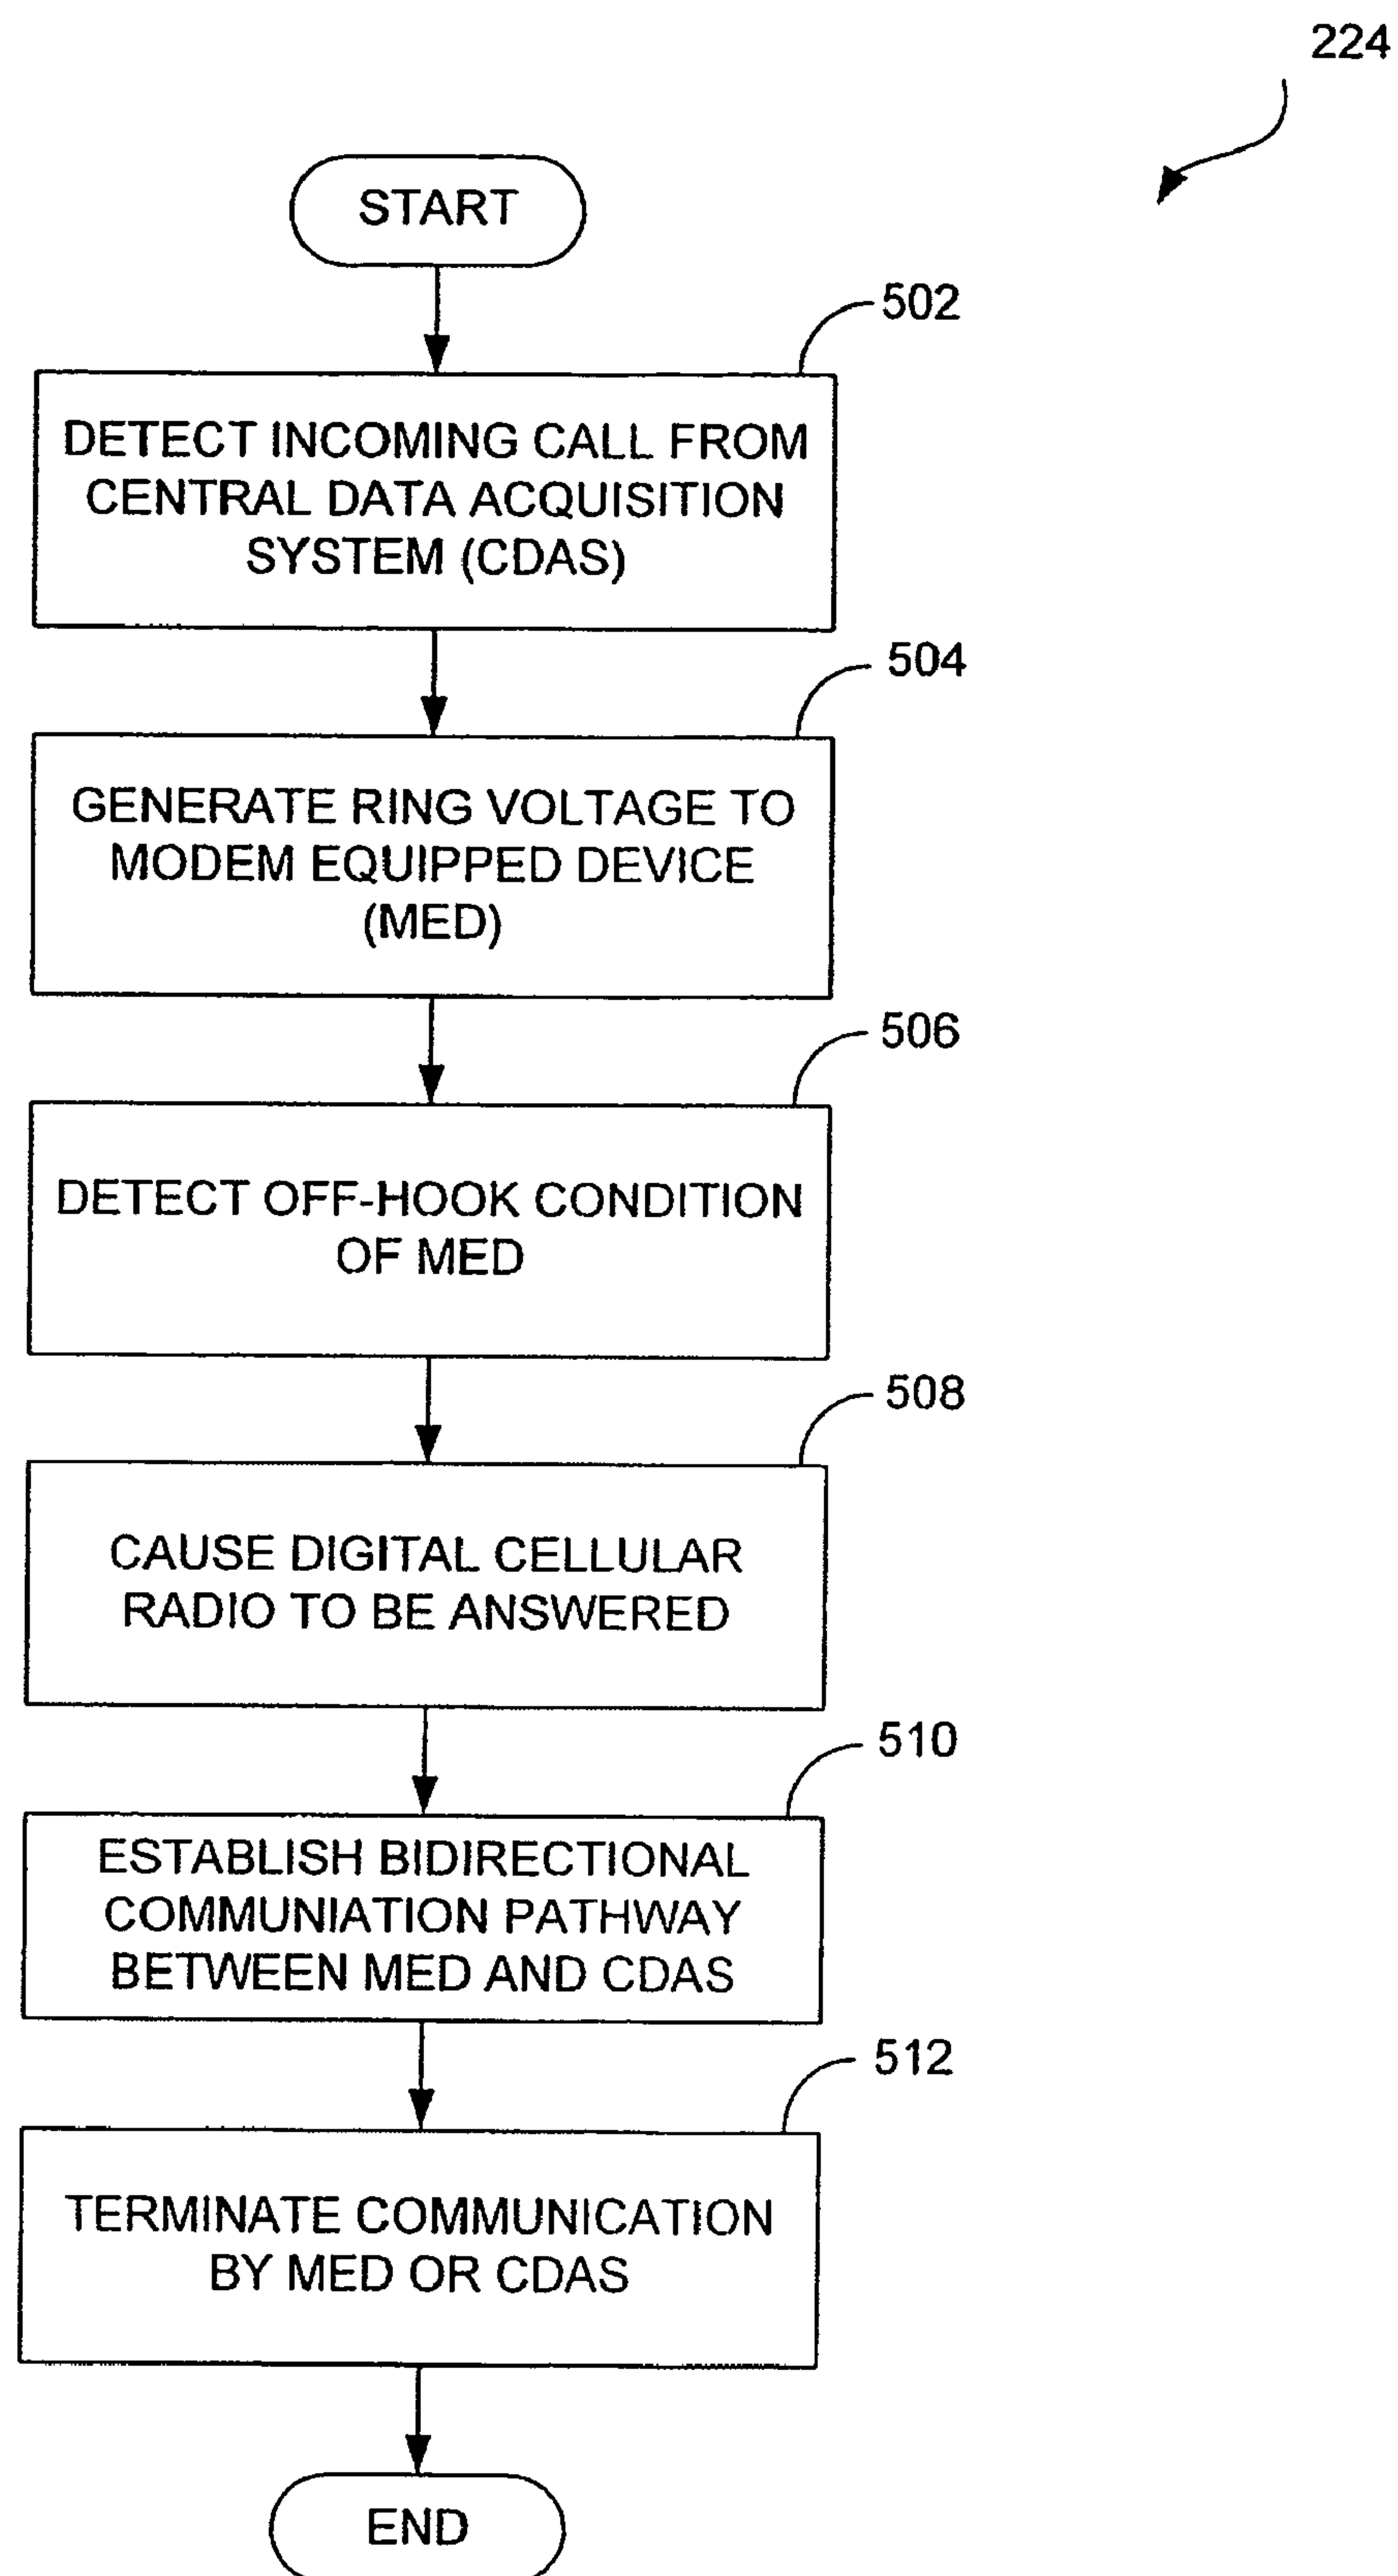 224
START
502
DETECT INCOMING CALL FROM
CENTRAL DATA ACQUISITION
SYSTEM (CDAS)
504
GENERATE RING VOLTAGE TO
MODEM EQUIPPED DEVICE
(MED)
506
DETECT OFF-HOOK CONDITION
OF MED
508
CAUSE DIGITAL CELLULAR
RADIO TO BE ANSWERED
510
ESTABLISH BIDIRECTIONAL
COMMUNIATION PATHWAY
BETWEEN MED AND CDAS
512
TERMINATE COMMUNICATION
BY MED OR CDAS
END